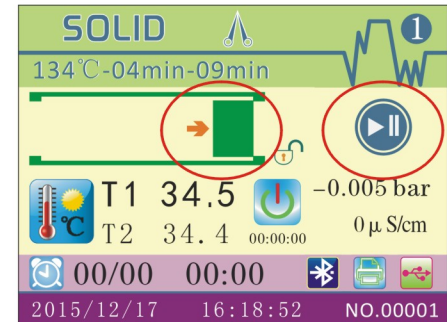 SOLID
1
134℃-04min-09min
T1 34.5
-0.005 bar
T2 34.4
00:00:00
0μ S/cm
℃
00/00 00:00
2015/12/17 16:18:52 NO.00001